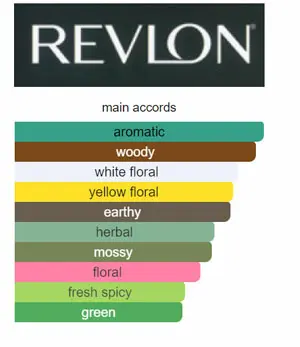 REVLON
main accords
aromatic
woody
white floral
yellow floral
earthy
herbal
mossy
floral
fresh spicy
green